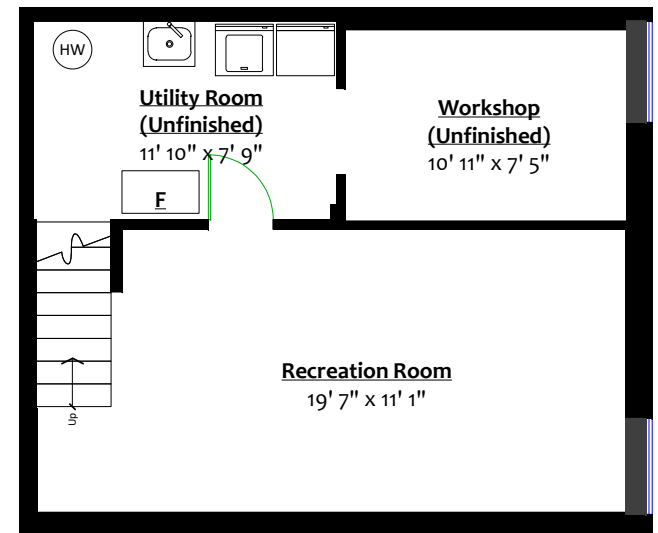 HW
Utility Room
(Unfinished)
11' 10" x 7' 9"
Workshop
(Unfinished)
10' 11" x 7' 5"
F
Recreation Room
19' 7" x 11' 1"
Up